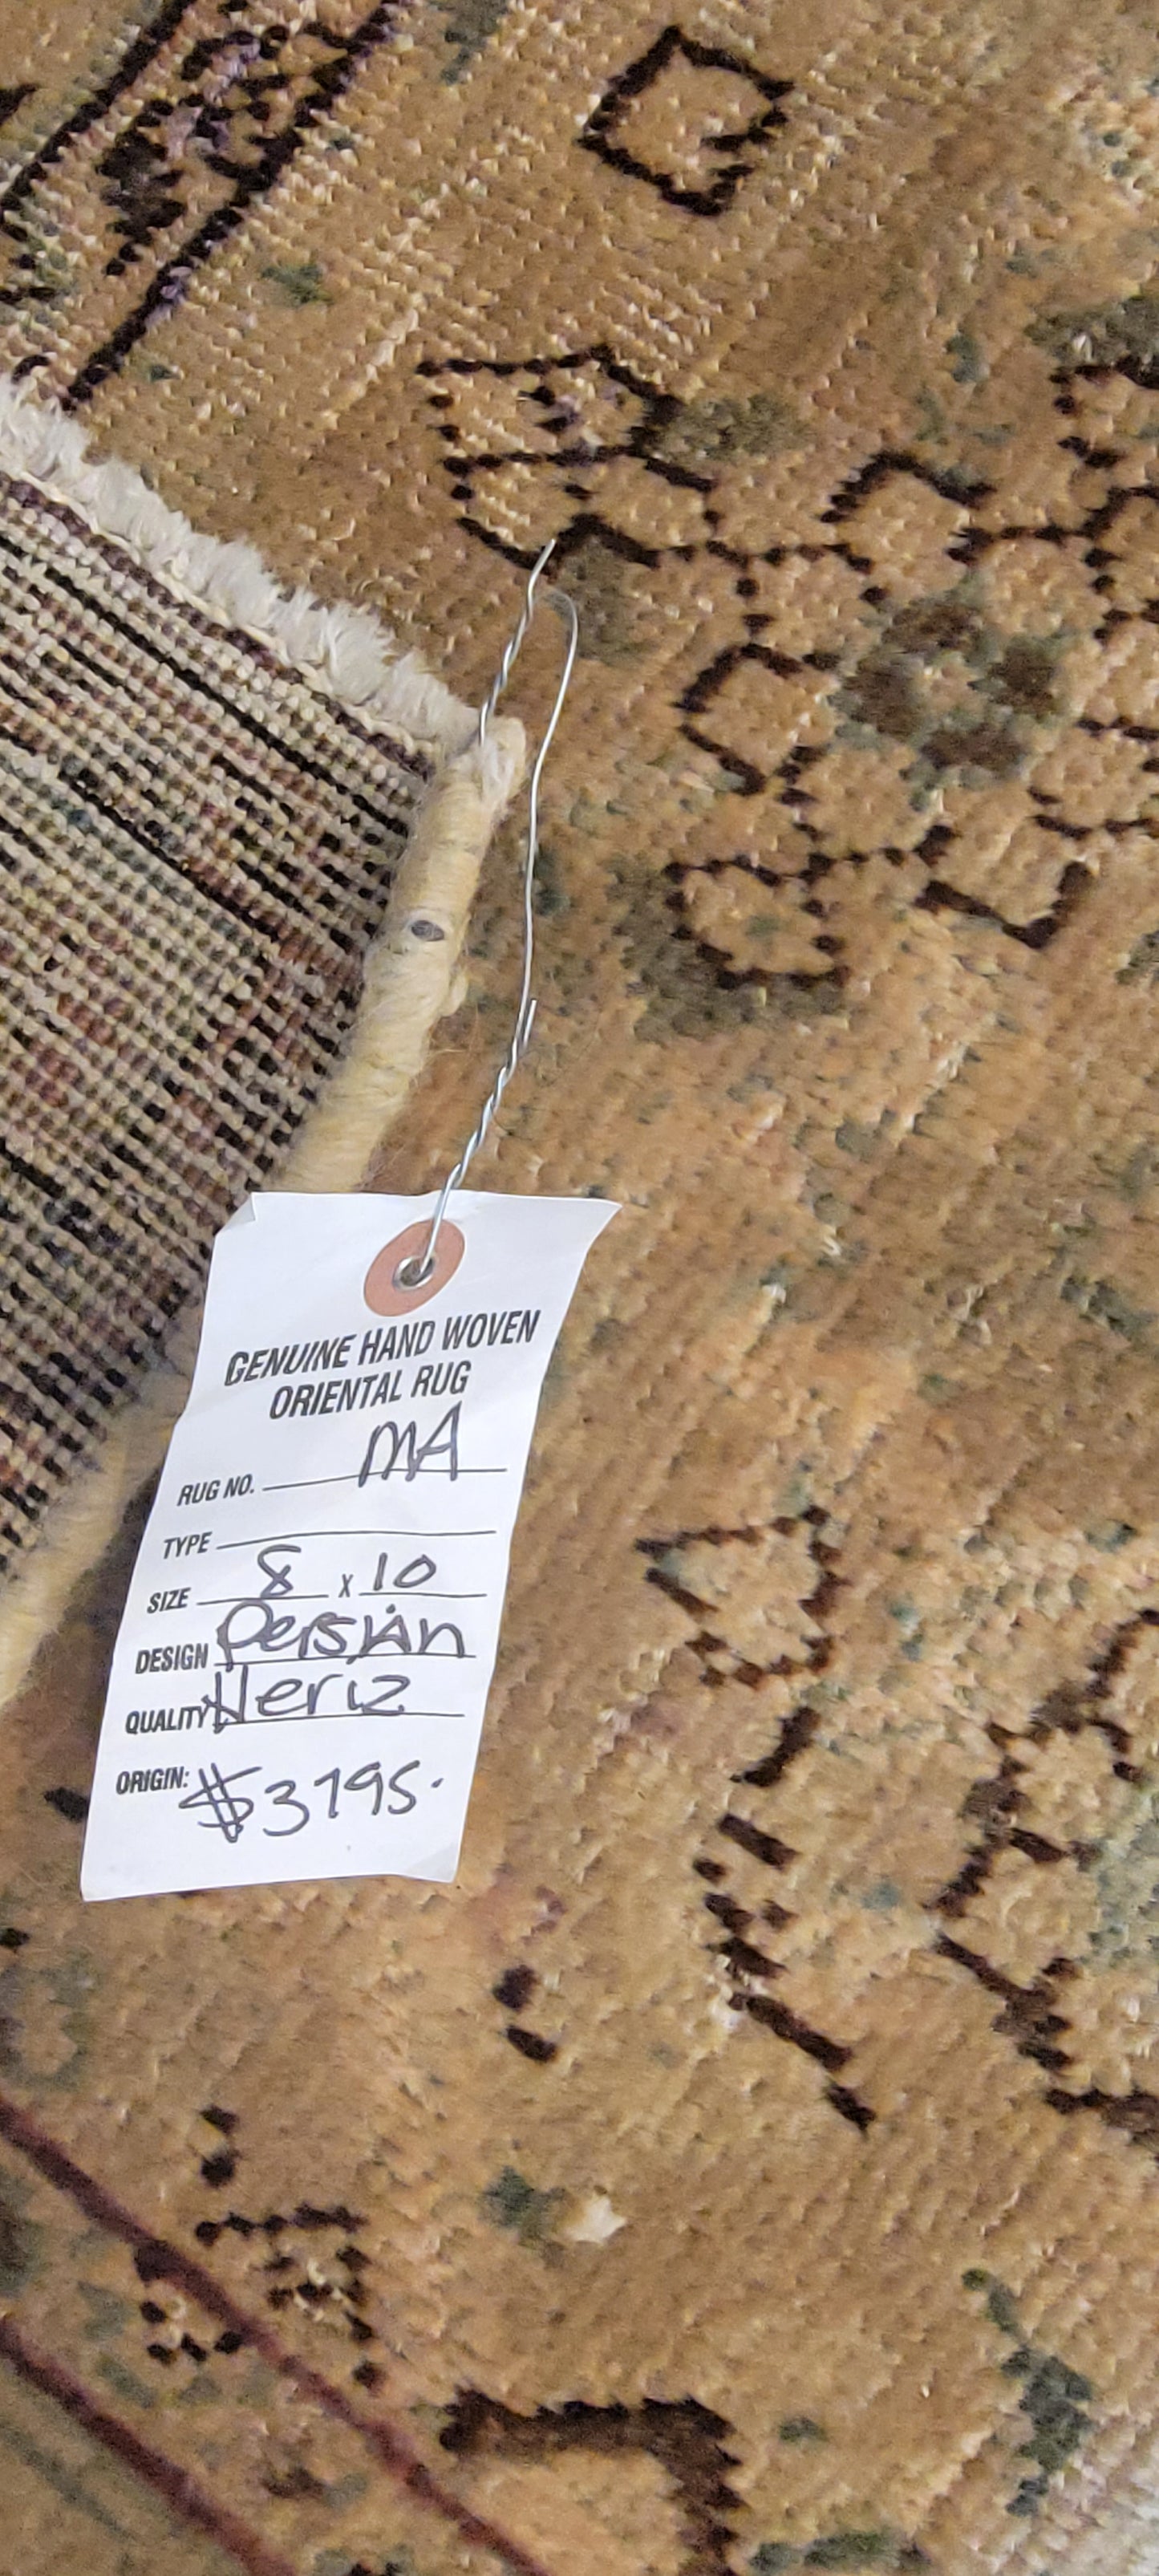 GENUINE HAND WOVEN
ORIENTAL RUG
RUG NO. MA
TYPE
SIZE 8 x 10
DESIGN Persian
QUALITY Heriz
ORIGIN: $3195.